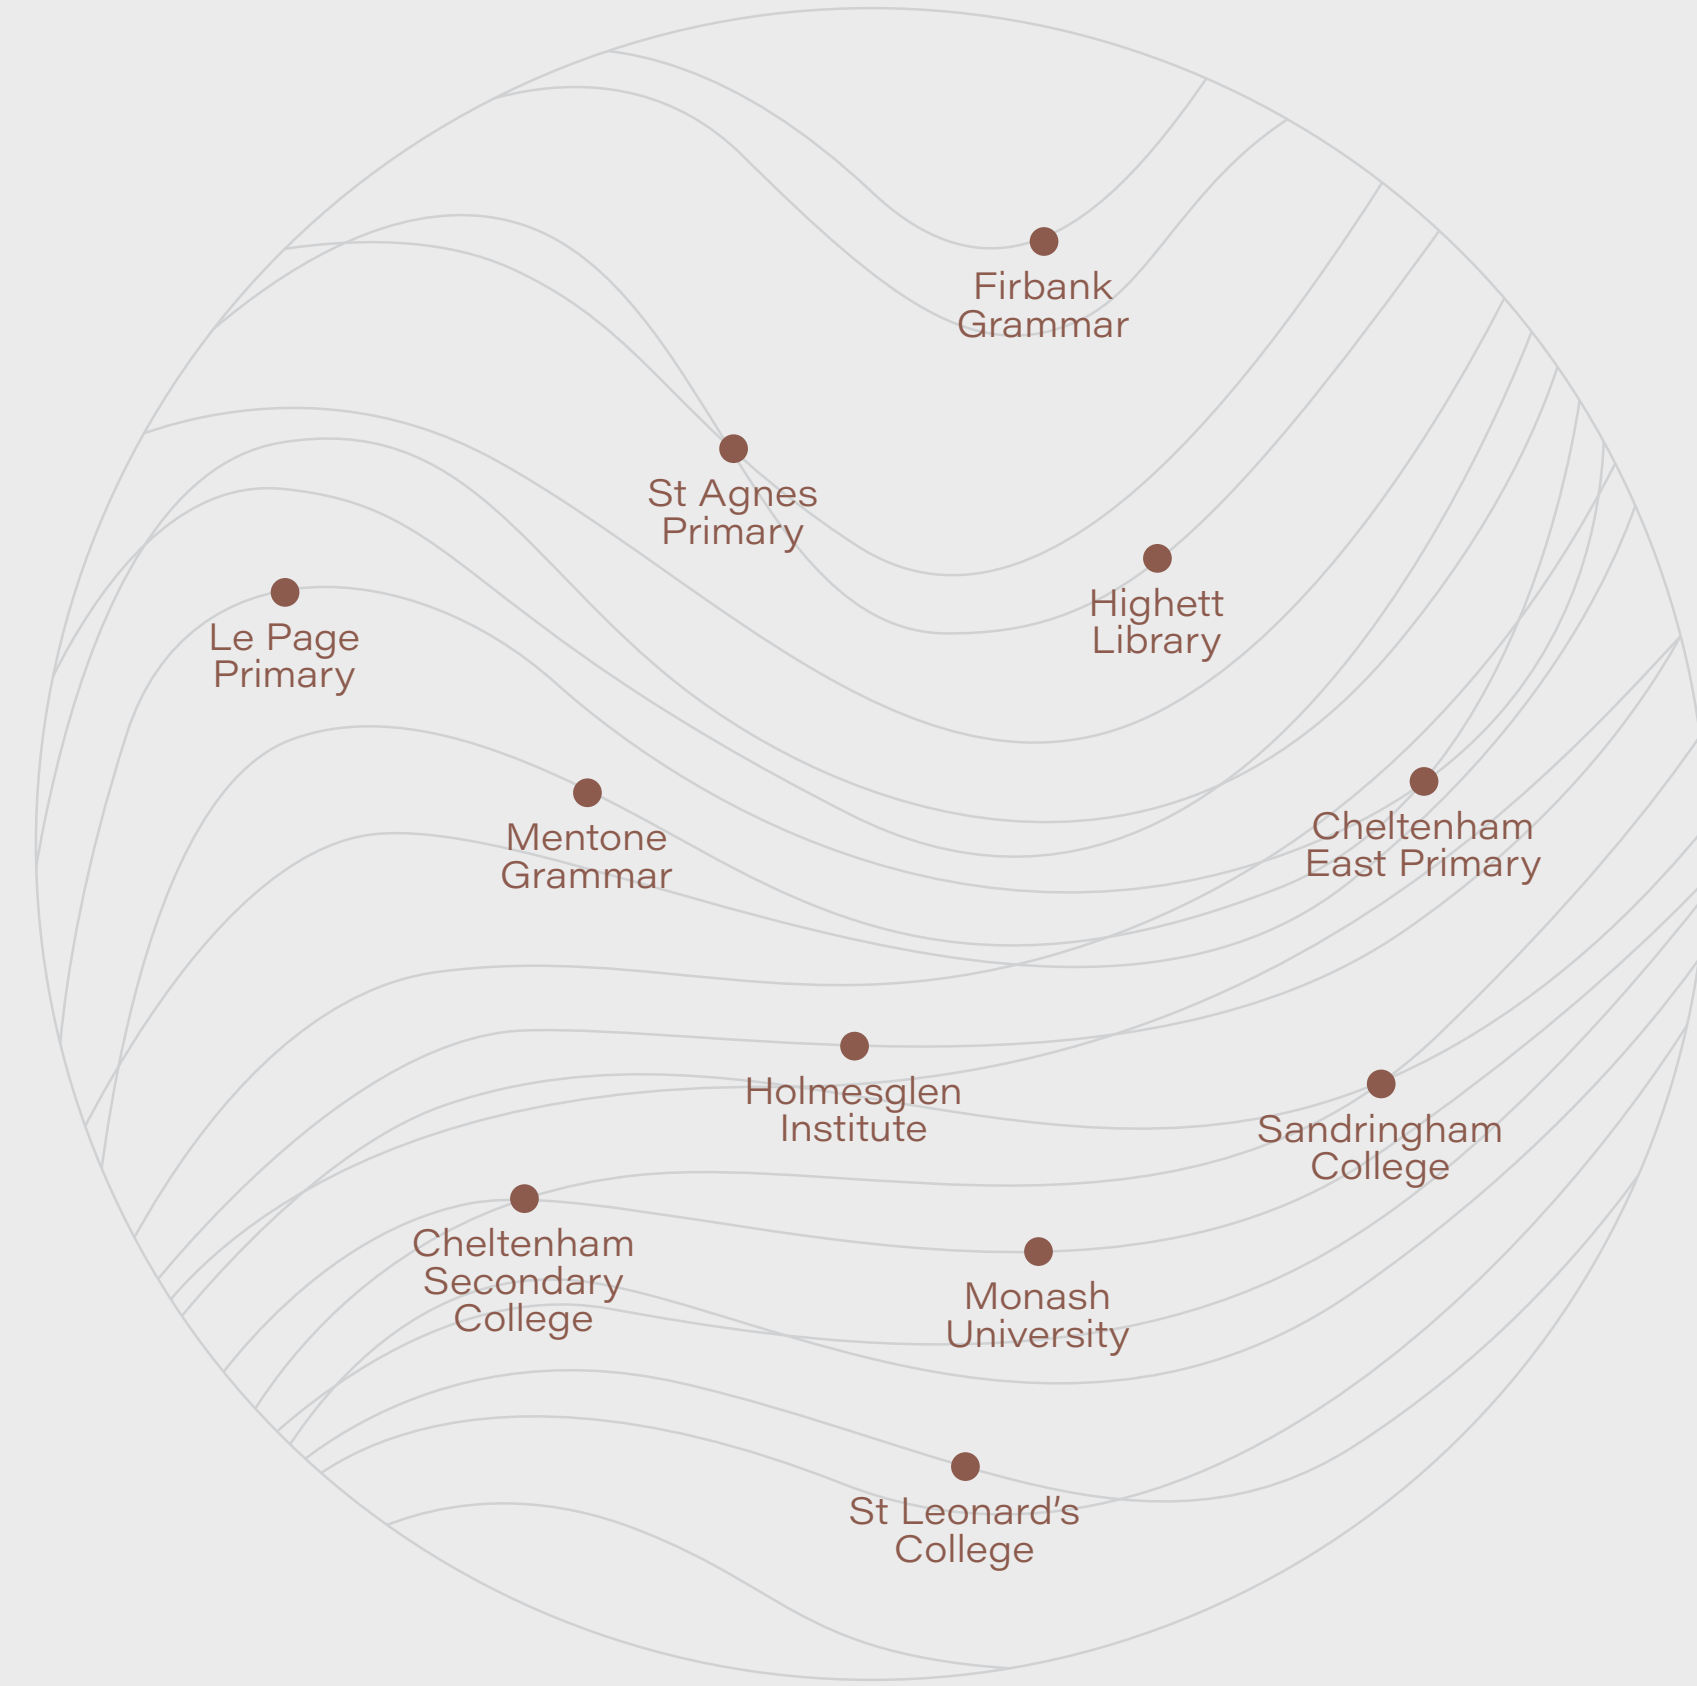 Firbank
Grammar
St Agnes
Primary
Highett
Library
Le Page
Primary
Mentone
Grammar
Cheltenham
East Primary
Holmesglen
Institute
Sandringham
College
Cheltenham
Secondary
College
Monash
University
St Leonard’s
College